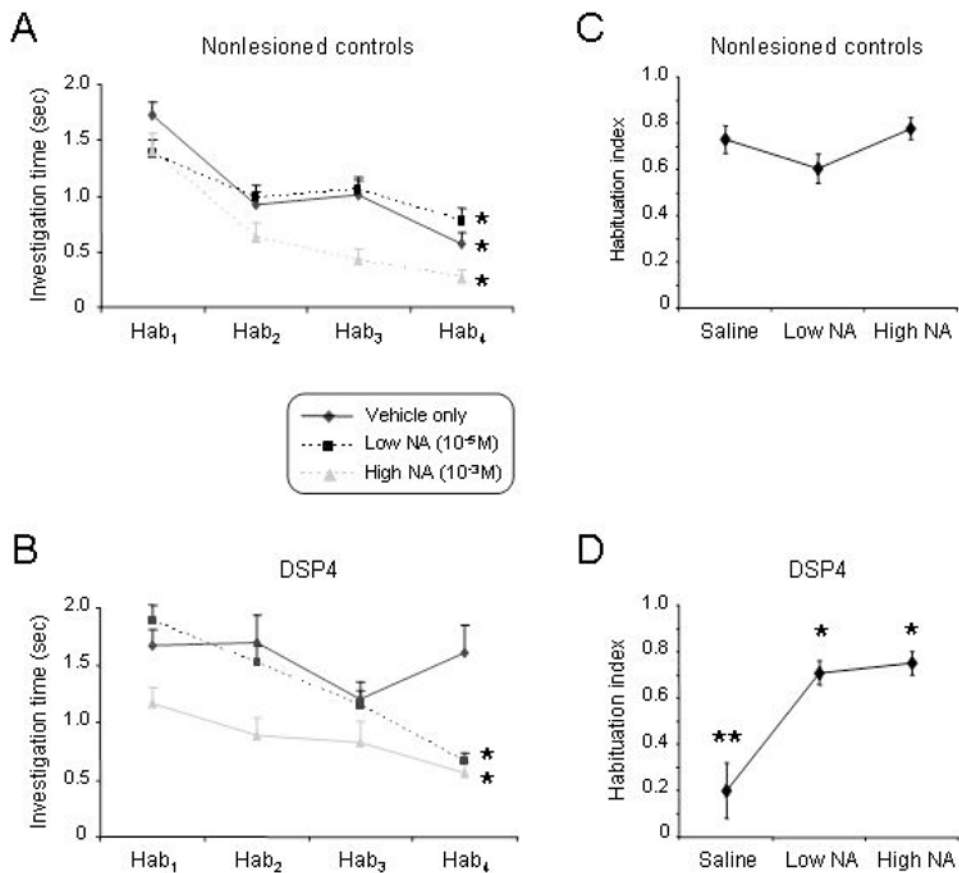 A
Nonlesioned controls
Investigation time (sec)
2.0
1.5
1.0
0.5
0
★
★
★
Hab₁ Hab₂ Hab₃ Hab₄
C
Nonlesioned controls
Habituation index
1.0
0.8
0.6
0.4
0.2
0
Saline Low NA High NA
Vehicle only
Low NA (10⁻⁵M)
High NA (10⁻³M)
B
DSP4
Investigation time (sec)
2.0
1.5
1.0
0.5
0
★
★
Hab₁ Hab₂ Hab₃ Hab₄
D
DSP4
Habituation index
1.0
0.8
0.6
0.4
0.2
0
★★
★
★
Saline Low NA High NA